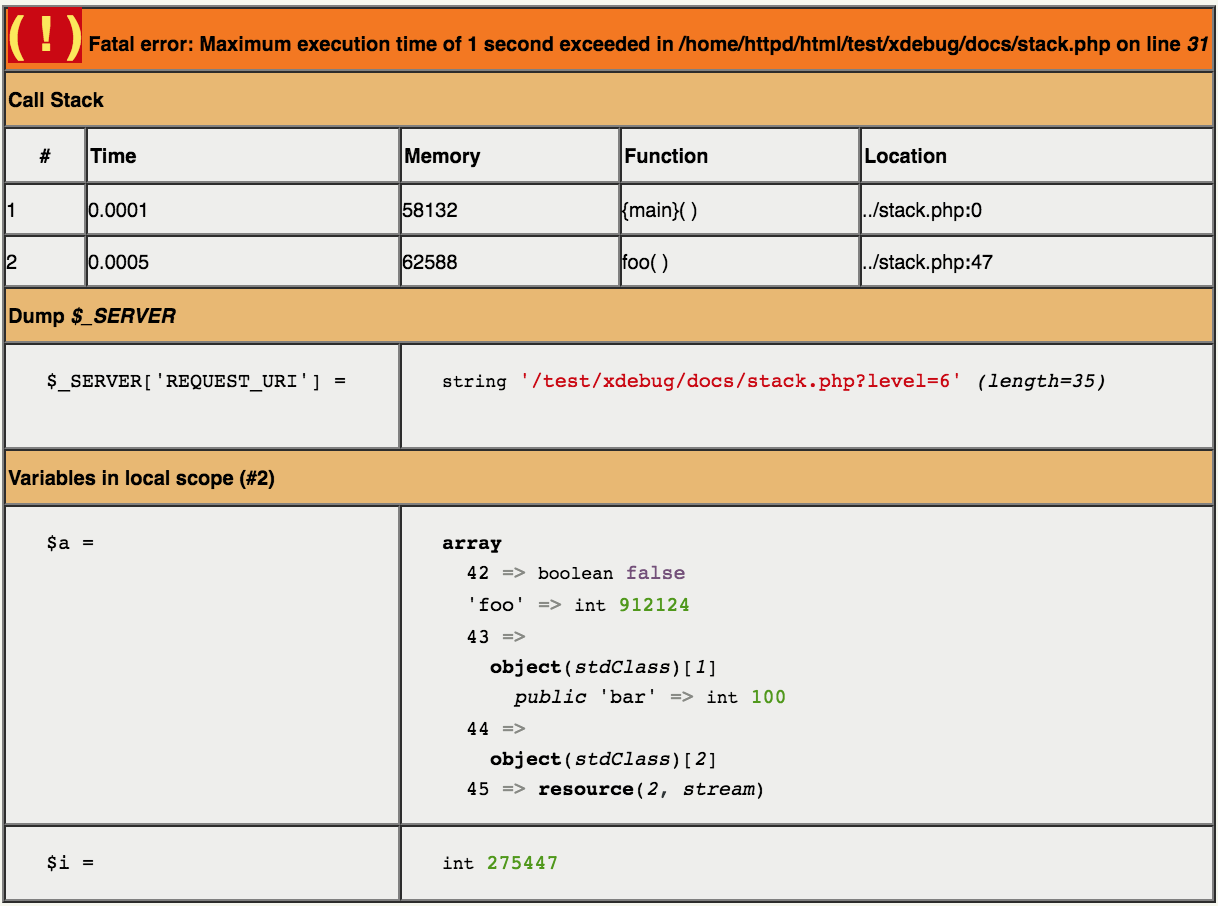 (!) Fatal error: Maximum execution time of 1 second exceeded in /home/httpd/html/test/xdebug/docs/stack.php on line 31
Call Stack
# Time Memory Function Location
1 0.0001 58132 {main}( ) ../stack.php:0
2 0.0005 62588 foo( ) ../stack.php:47
Dump $_SERVER
$_SERVER['REQUEST_URI'] = string '/test/xdebug/docs/stack.php?level=6' (length=35)
Variables in local scope (#2)
$a = array
42 => boolean false
'foo' => int 912124
43 =>
object(stdClass)[1]
public 'bar' => int 100
44 =>
object(stdClass)[2]
45 => resource(2, stream)
$i = int 275447